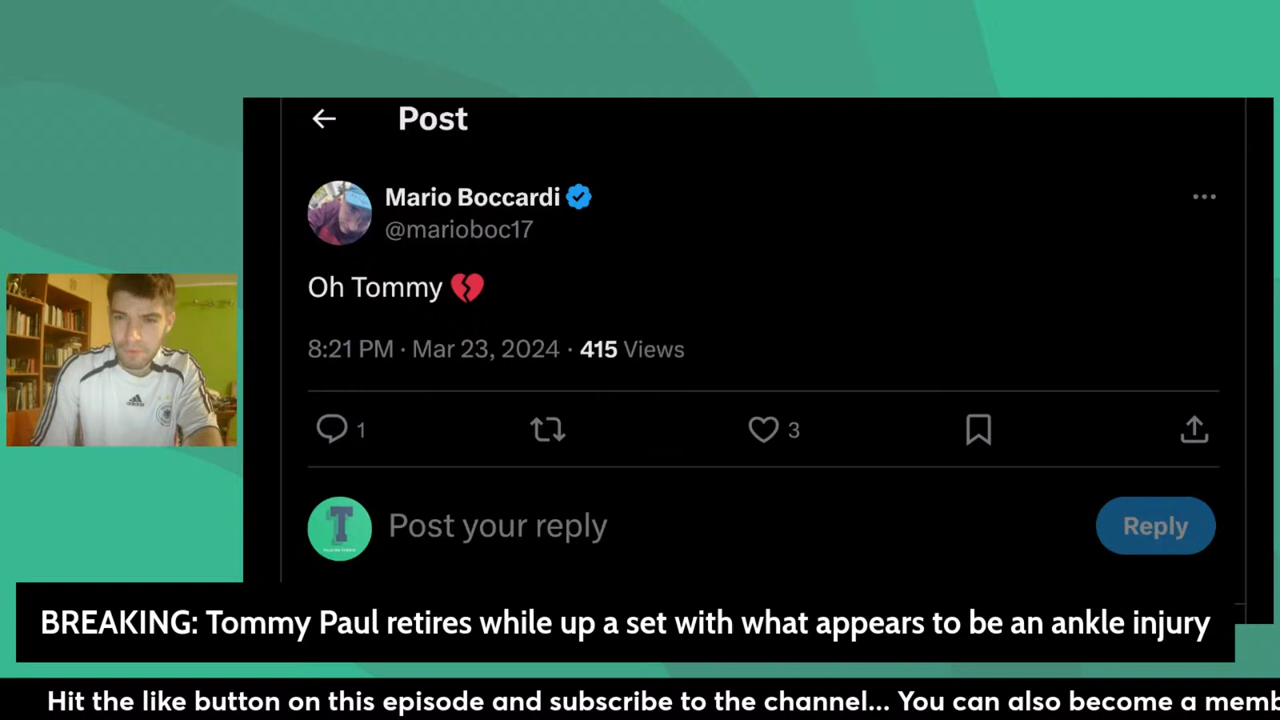 Post
Mario Boccardi
@marioboc17
Oh Tommy 💔
8:21 PM · Mar 23, 2024 · 415 Views
1
3
T
Post your reply
Reply
BREAKING: Tommy Paul retires while up a set with what appears to be an ankle injury
Hit the like button on this episode and subscribe to the channel... You can also become a memb